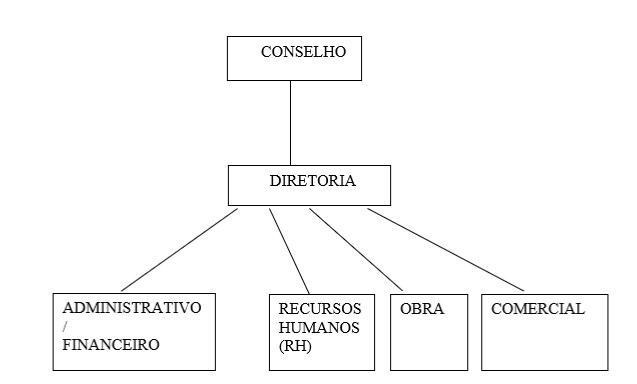 CONSELHO
DIRETORIA
ADMINISTRATIVO
/
FINANCEIRO
RECURSOS
HUMANOS
(RH)
OBRA
COMERCIAL